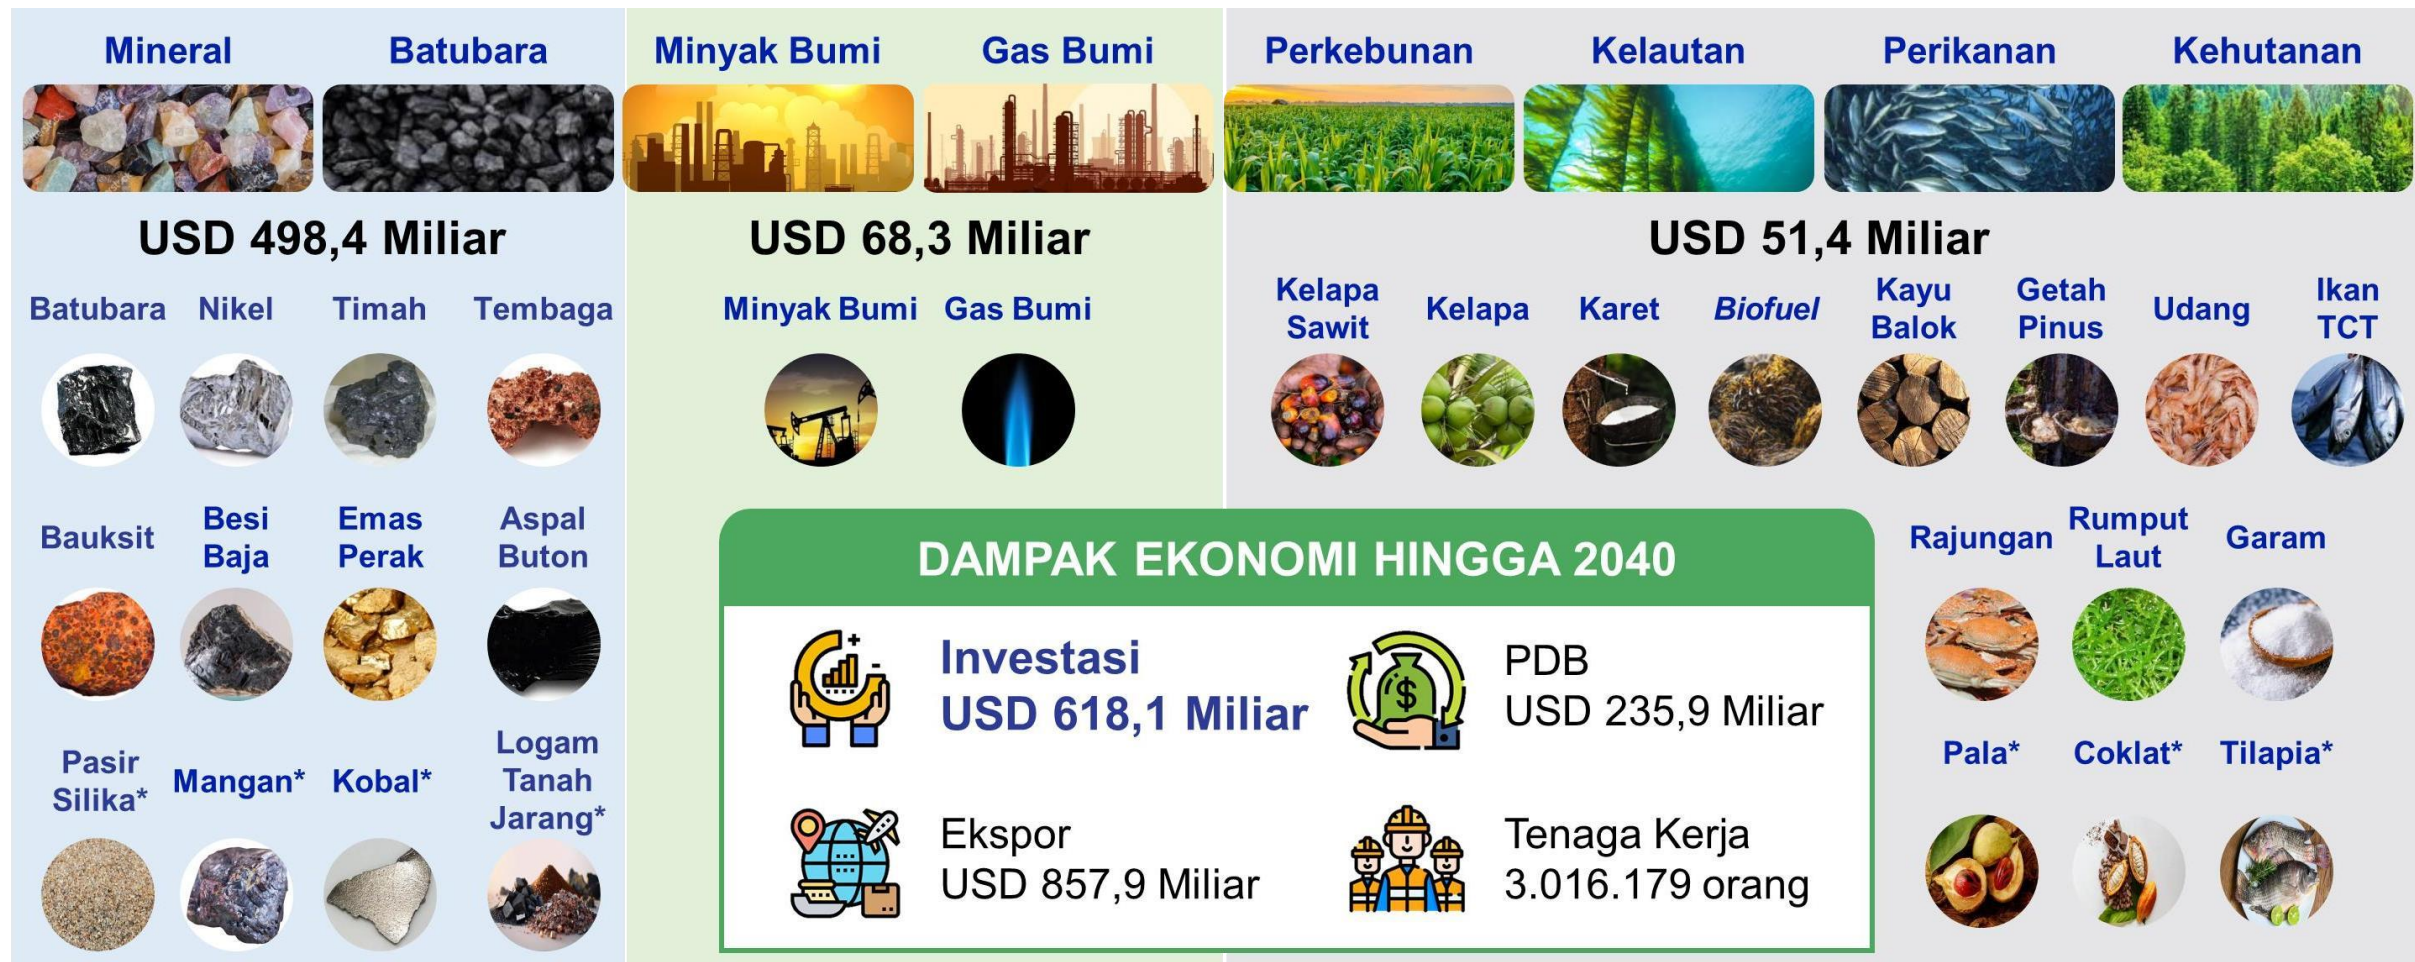 Mineral
Batubara
USD 498,4 Miliar
Batubara
Nikel
Timah
Tembaga
Bauksit
Besi
Baja
Emas
Perak
Aspal
Buton
Pasir
Silika*
Mangan*
Kobal*
Logam
Tanah
Jarang*
Minyak Bumi
Gas Bumi
USD 68,3 Miliar
Minyak Bumi
Gas Bumi
Perkebunan
Kelautan
Perikanan
Kehutanan
USD 51,4 Miliar
Kelapa
Sawit
Kelapa
Karet
Biofuel
Kayu
Balok
Getah
Pinus
Udang
Ikan
TCT
Rajungan
Rumput
Laut
Garam
Pala*
Coklat*
Tilapia*
DAMPAK EKONOMI HINGGA 2040
Investasi
USD 618,1 Miliar
PDB
USD 235,9 Miliar
Ekspor
USD 857,9 Miliar
Tenaga Kerja
3.016.179 orang